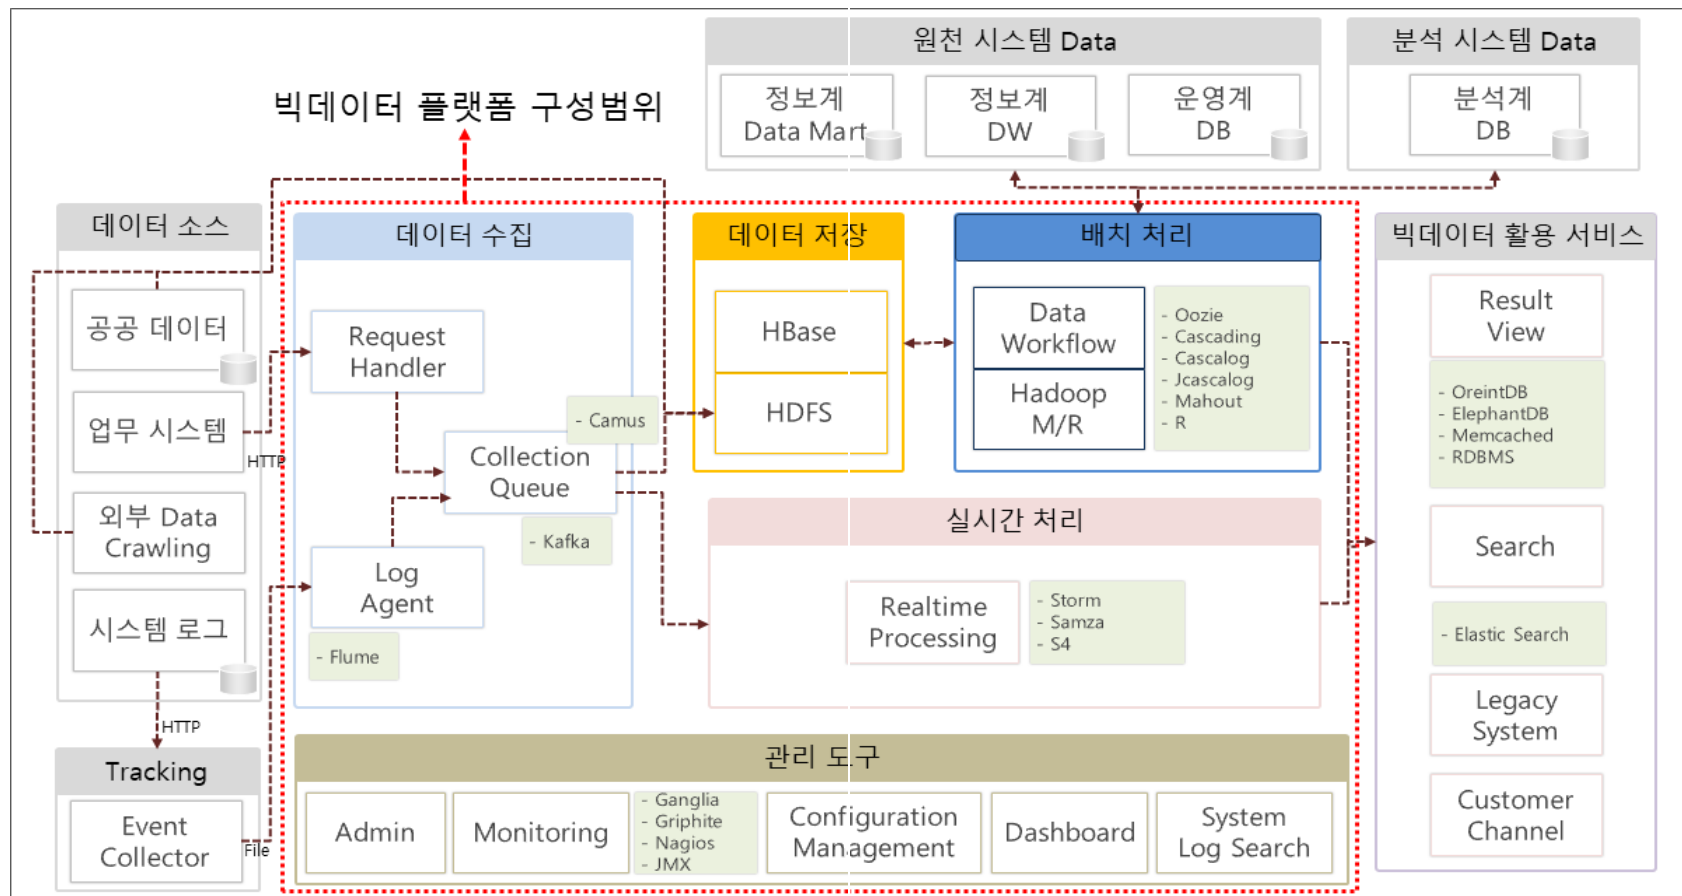 원천 시스템 Data
정보계
Data Mart
정보계
DW
운영계
DB
분석 시스템 Data
분석계
DB
빅데이터 플랫폼 구성범위
데이터 소스
공공 데이터
업무 시스템
HTTP
외부 Data
Crawling
시스템 로그
HTTP
Tracking
Event
Collector
File
데이터 수집
Request
Handler
- Camus
Collection
Queue
- Kafka
Log
Agent
- Flume
데이터 저장
HBase
HDFS
배치 처리
Data
Workflow
Hadoop
M/R
- Oozie
- Cascading
- Cascalog
- Jcascalog
- Mahout
- R
실시간 처리
Realtime
Processing
- Storm
- Samza
- S4
빅데이터 활용 서비스
Result
View
- OreintDB
- ElephantDB
- Memcached
- RDBMS
Search
- Elastic Search
Legacy
System
Customer
Channel
관리 도구
Admin
Monitoring
- Ganglia
- Griphite
- Nagios
- JMX
Configuration
Management
Dashboard
System
Log Search